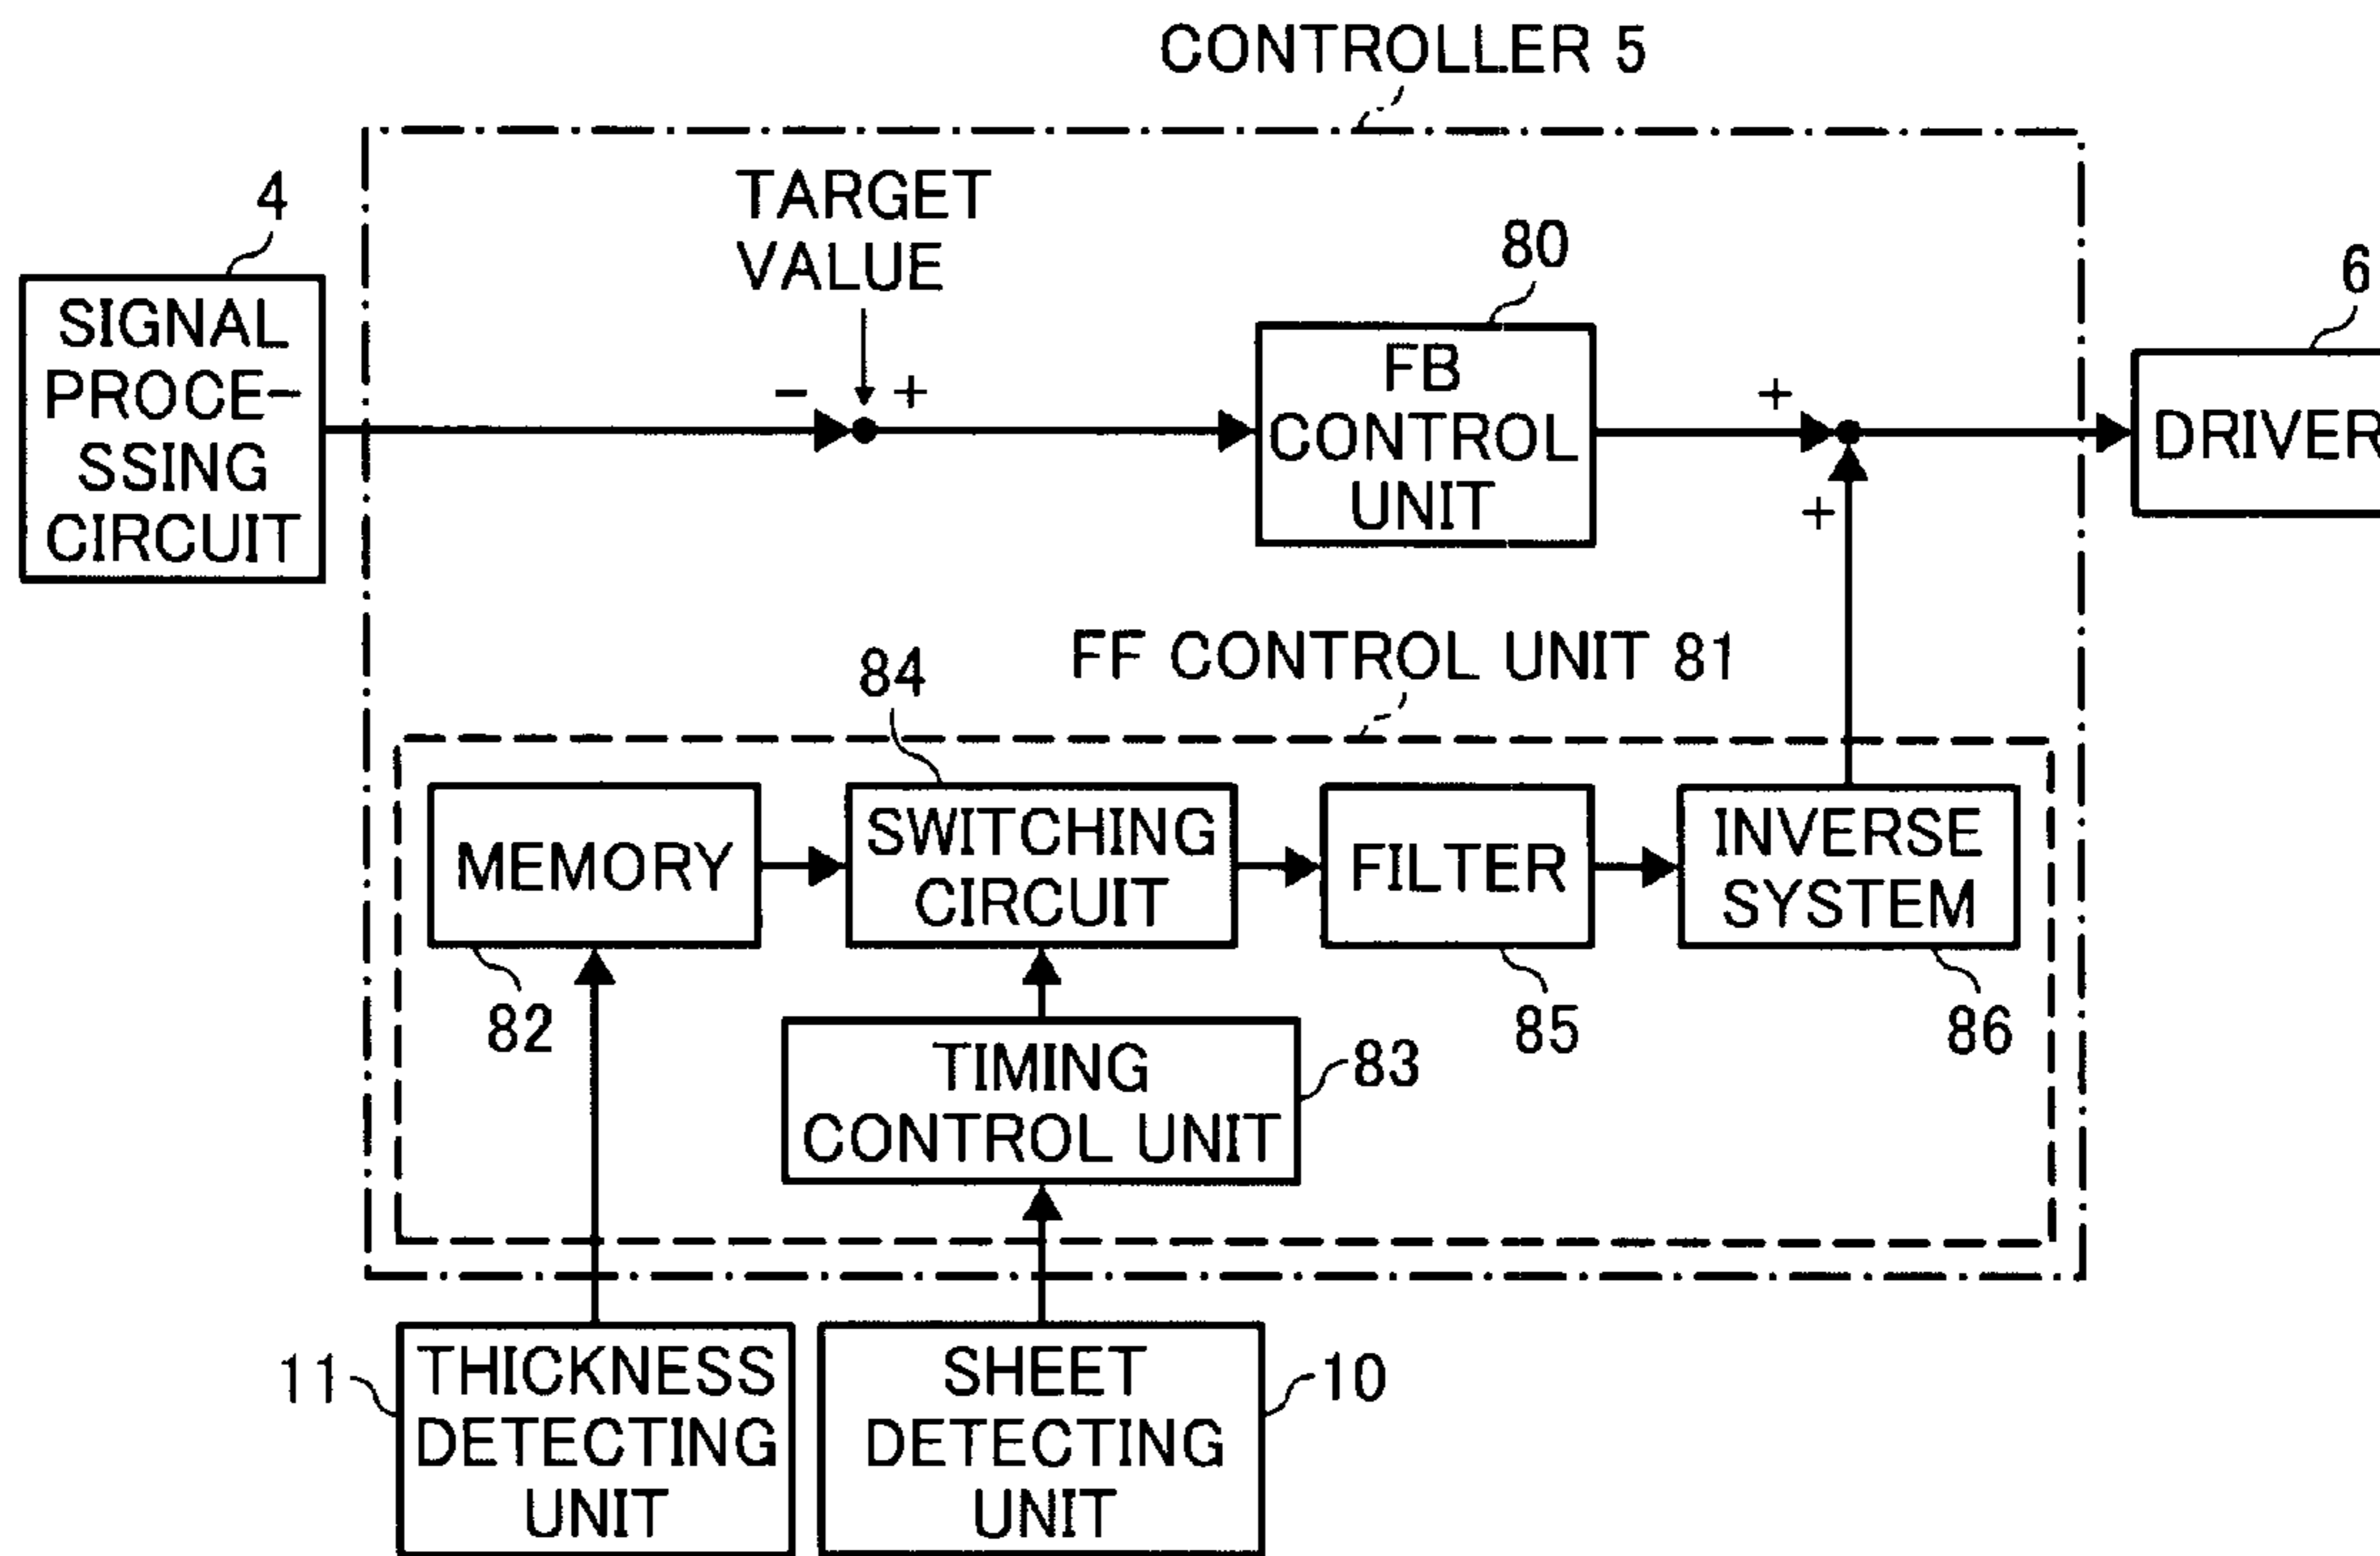 CONTROLLER 5
4
TARGET
VALUE
80
6
SIGNAL
PROCE-
SSING
CIRCUIT
-
+
FB
CONTROL
UNIT
+
+
DRIVER
FF CONTROL UNIT 81
84
MEMORY
SWITCHING
CIRCUIT
FILTER
INVERSE
SYSTEM
82
85
86
TIMING
CONTROL UNIT
83
11
THICKNESS
DETECTING
UNIT
SHEET
DETECTING
UNIT
10